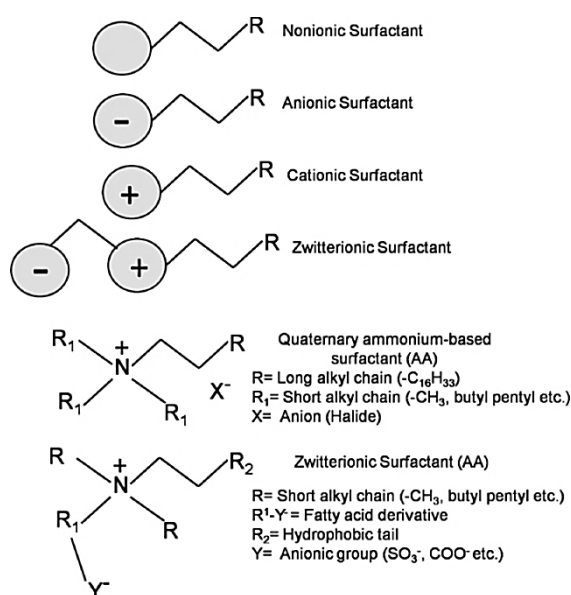 R Nonionic Surfactant
- R Anionic Surfactant
+ R Cationic Surfactant
- + R Zwitterionic Surfactant
R₁ N⁺ R R₁ R₁ X⁻
Quaternary ammonium-based
surfactant (AA)
R= Long alkyl chain (-C₁₆H₃₃)
R₁= Short alkyl chain (-CH₃, butyl pentyl etc.)
X= Anion (Halide)
R N⁺ R₂ R₁ R Y⁻
Zwitterionic Surfactant (AA)
R= Short alkyl chain (-CH₃, butyl pentyl etc.)
R¹-Y⁻= Fatty acid derivative
R₂= Hydrophobic tail
Y= Anionic group (SO₃⁻, COO⁻ etc.)